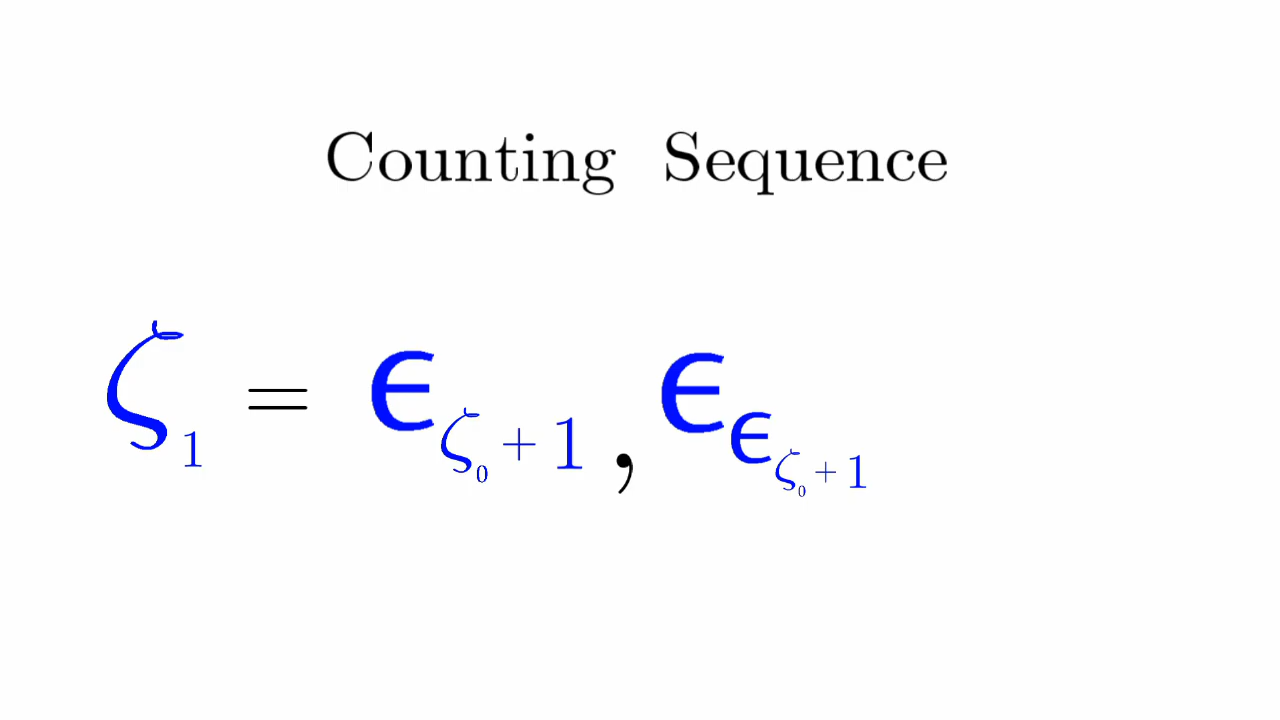 Counting Sequence
ζ₁ = ϵ_{ζ₀ + 1} , ϵ_{ϵ_{ζ₀ + 1}}